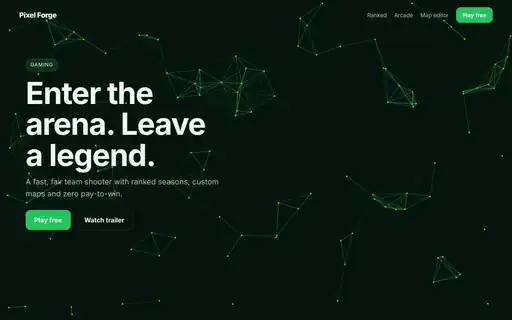 Pixel Forge
Ranked
Arcade
Map editor
Play free
GAMING
Enter the
arena. Leave
a legend.
A fast, fair team shooter with ranked seasons, custom
maps and zero pay-to-win.
Play free
Watch trailer